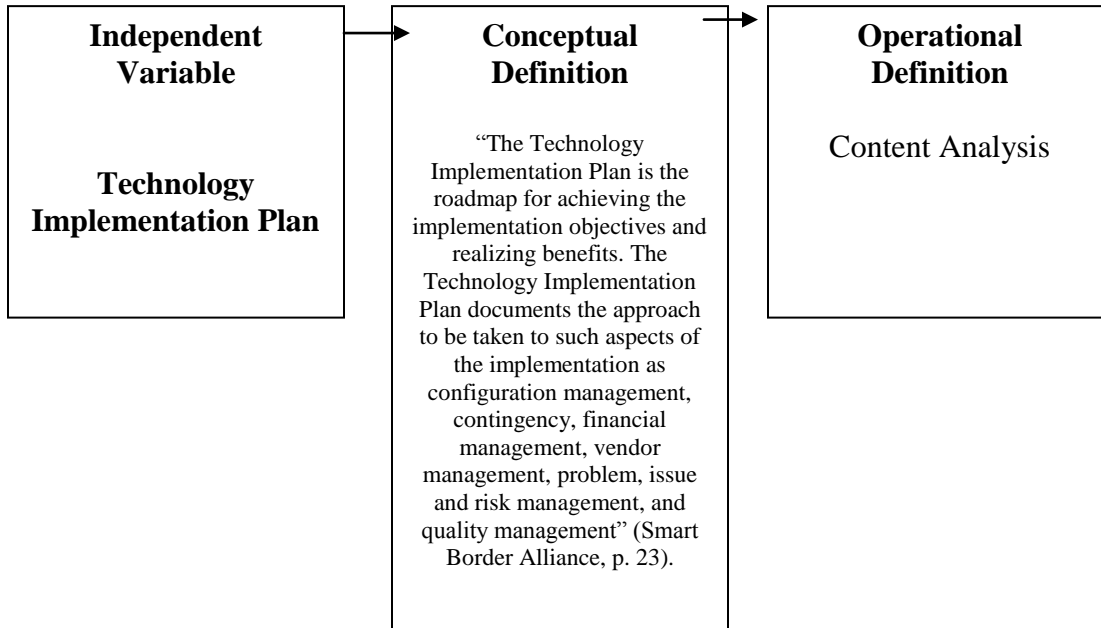 Independent
Variable
Technology
Implementation Plan
Conceptual
Definition
“The Technology
Implementation Plan is the
roadmap for achieving the
implementation objectives and
realizing benefits. The
Technology Implementation
Plan documents the approach
to be taken to such aspects of
the implementation as
configuration management,
contingency, financial
management, vendor
management, problem, issue
and risk management, and
quality management” (Smart
Border Alliance, p. 23).
Operational
Definition
Content Analysis